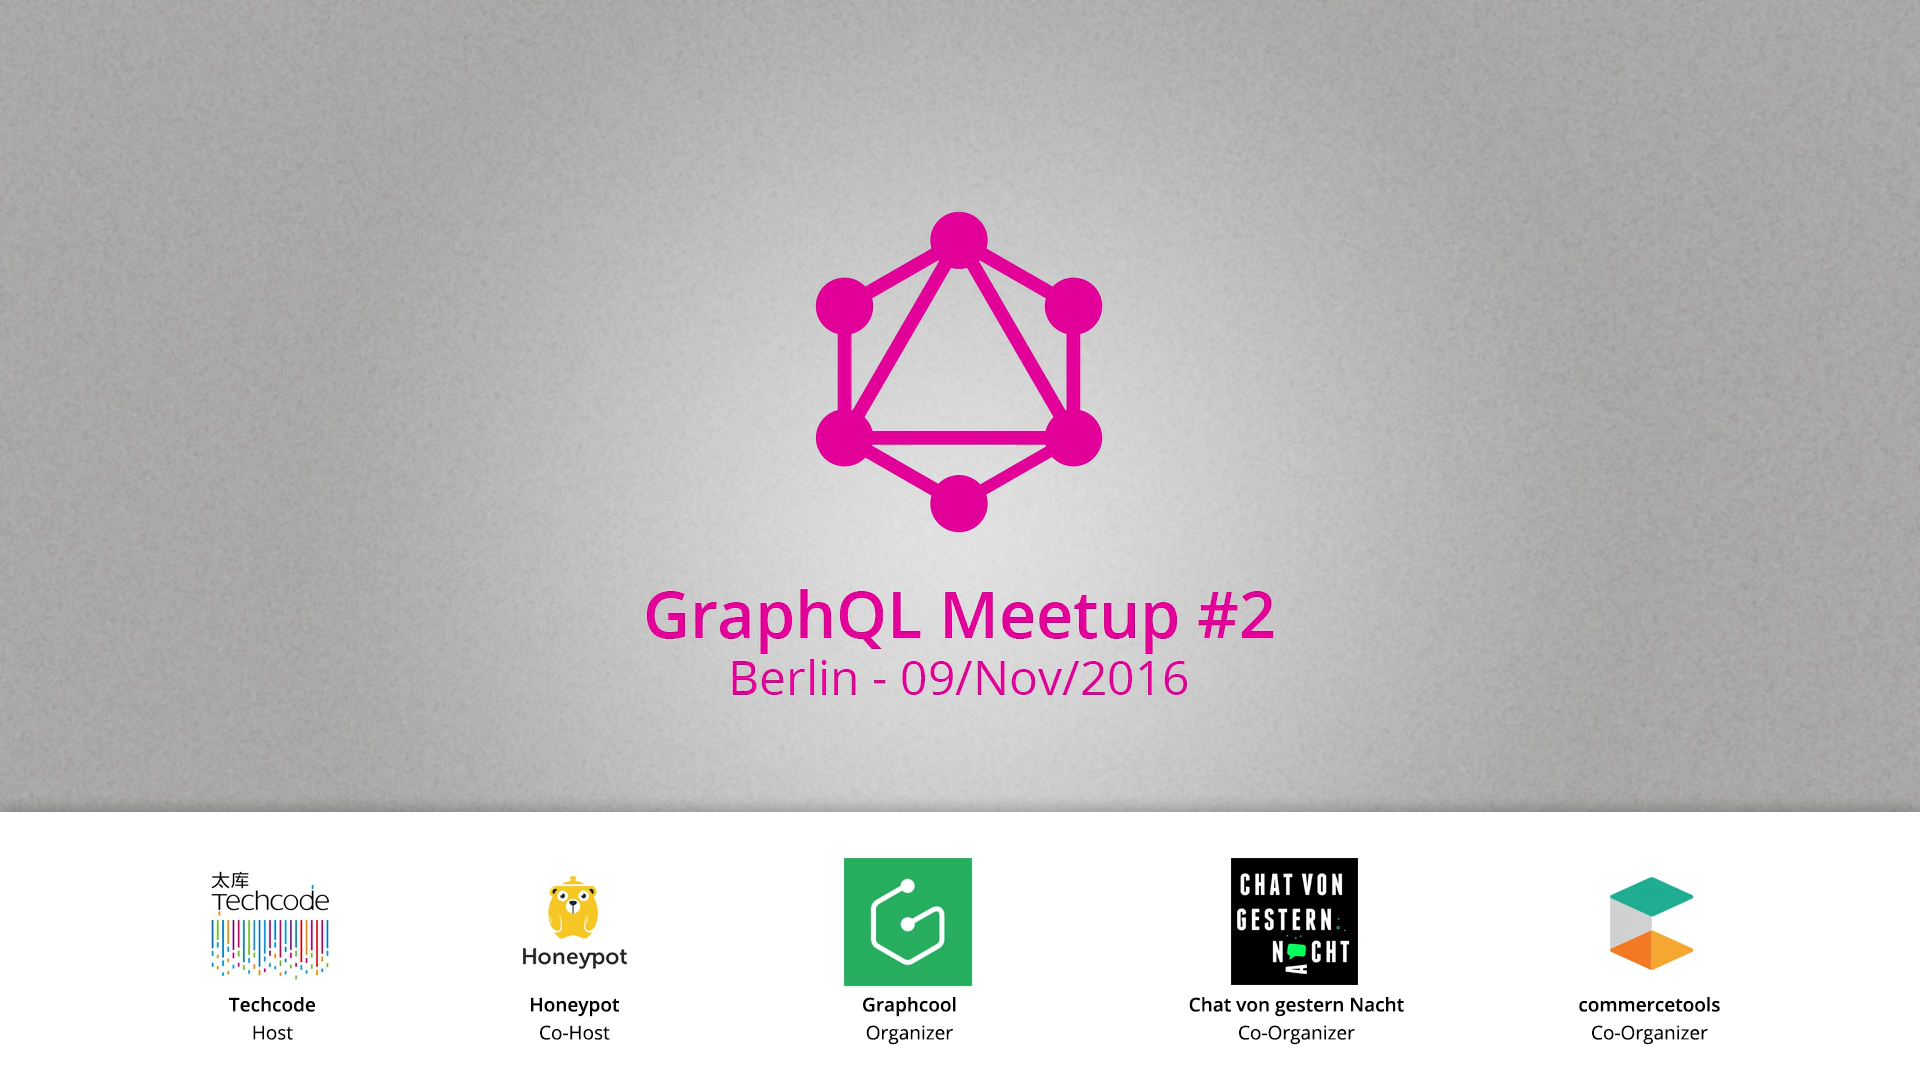 GraphQL Meetup #2
Berlin - 09/Nov/2016
太库
Techcode
Techcode
Host
Honeypot
Honeypot
Co-Host
Graphcool
Organizer
CHAT VON
GESTERN
NACHT
Chat von gestern Nacht
Co-Organizer
commercetools
Co-Organizer